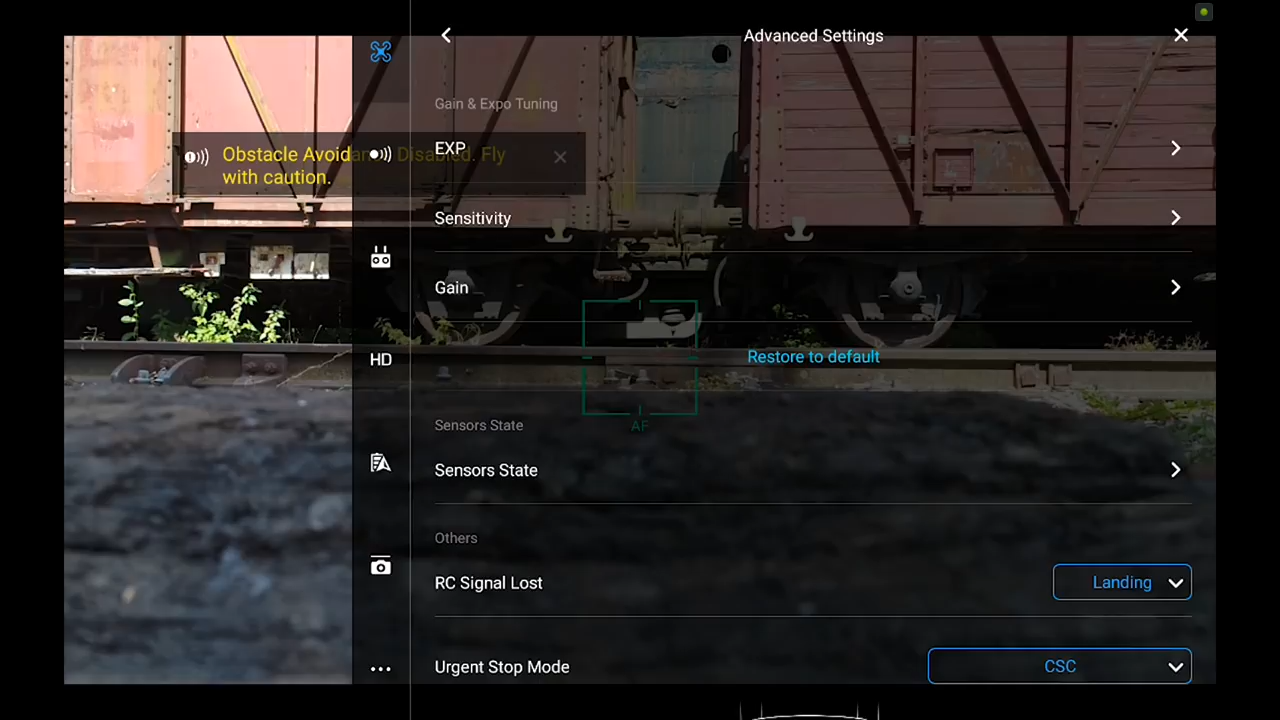 Advanced Settings
Gain & Expo Tuning
EXP
Obstacle Avoidance Disabled. Fly
with caution.
Sensitivity
Gain
HD
Restore to default
AF
Sensors State
Sensors State
Others
RC Signal Lost
Landing
Urgent Stop Mode
CSC